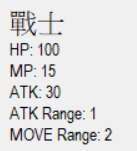 戰士
HP: 100
MP: 15
ATK: 30
ATK Range: 1
MOVE Range: 2